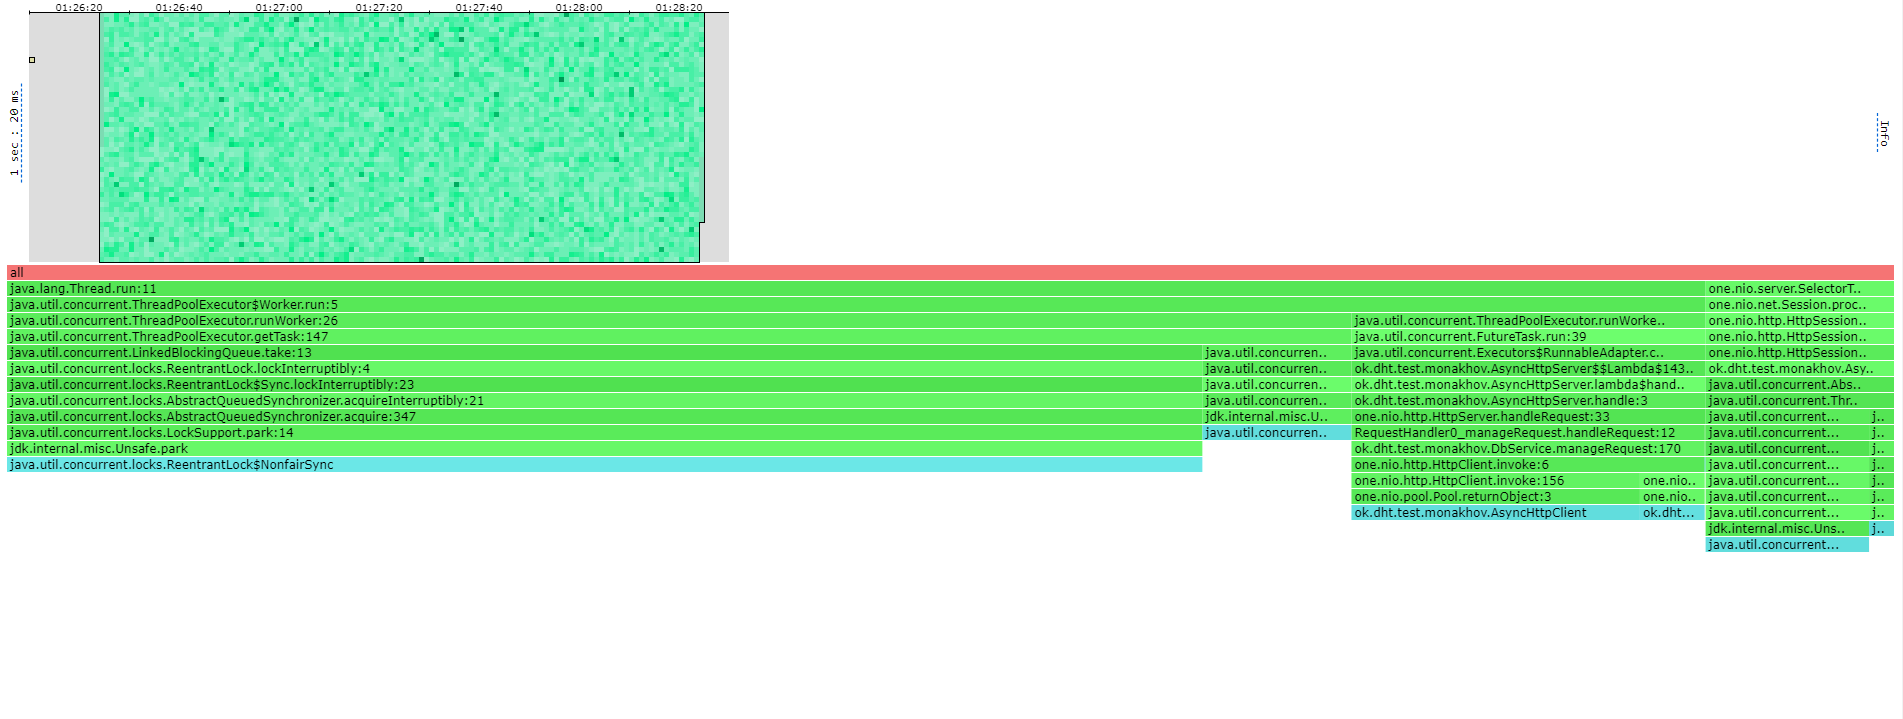 01:26:20 01:26:40 01:27:00 01:27:20 01:27:40 01:28:00 01:28:20
1 sec : 20 ms
Info
all
java.lang.Thread.run:11 one.nio.server.SelectorT..
java.util.concurrent.ThreadPoolExecutor$Worker.run:5 one.nio.net.Session.proc..
java.util.concurrent.ThreadPoolExecutor.runWorker:26 java.util.concurrent.ThreadPoolExecutor.runWorke.. one.nio.http.HttpSession..
java.util.concurrent.ThreadPoolExecutor.getTask:147 java.util.concurrent.FutureTask.run:39 one.nio.http.HttpSession..
java.util.concurrent.LinkedBlockingQueue.take:13 java.util.concurren.. java.util.concurrent.Executors$RunnableAdapter.c.. one.nio.http.HttpSession..
java.util.concurrent.locks.ReentrantLock.lockInterruptibly:4 java.util.concurren.. ok.dht.test.monakhov.AsyncHttpServer$$Lambda$143.. ok.dht.test.monakhov.Asy..
java.util.concurrent.locks.ReentrantLock$Sync.lockInterruptibly:23 java.util.concurren.. ok.dht.test.monakhov.AsyncHttpServer.lambda$hand.. java.util.concurrent.Abs..
java.util.concurrent.locks.AbstractQueuedSynchronizer.acquireInterruptibly:21 java.util.concurren.. ok.dht.test.monakhov.AsyncHttpServer.handle:3 java.util.concurrent.Thr..
java.util.concurrent.locks.AbstractQueuedSynchronizer.acquire:347 jdk.internal.misc.U.. one.nio.http.HttpServer.handleRequest:33 java.util.concurrent... j..
java.util.concurrent.locks.LockSupport.park:14 java.util.concurren.. RequestHandler0_manageRequest.handleRequest:12 java.util.concurrent... j..
jdk.internal.misc.Unsafe.park ok.dht.test.monakhov.DbService.manageRequest:170 java.util.concurrent... j..
java.util.concurrent.locks.ReentrantLock$NonfairSync one.nio.http.HttpClient.invoke:6 java.util.concurrent... j..
one.nio.http.HttpClient.invoke:156 one.nio.. java.util.concurrent... j..
one.nio.pool.Pool.returnObject:3 one.nio.. java.util.concurrent... j..
ok.dht.test.monakhov.AsyncHttpClient ok.dht... java.util.concurrent... j..
jdk.internal.misc.Uns.. j..
java.util.concurrent...